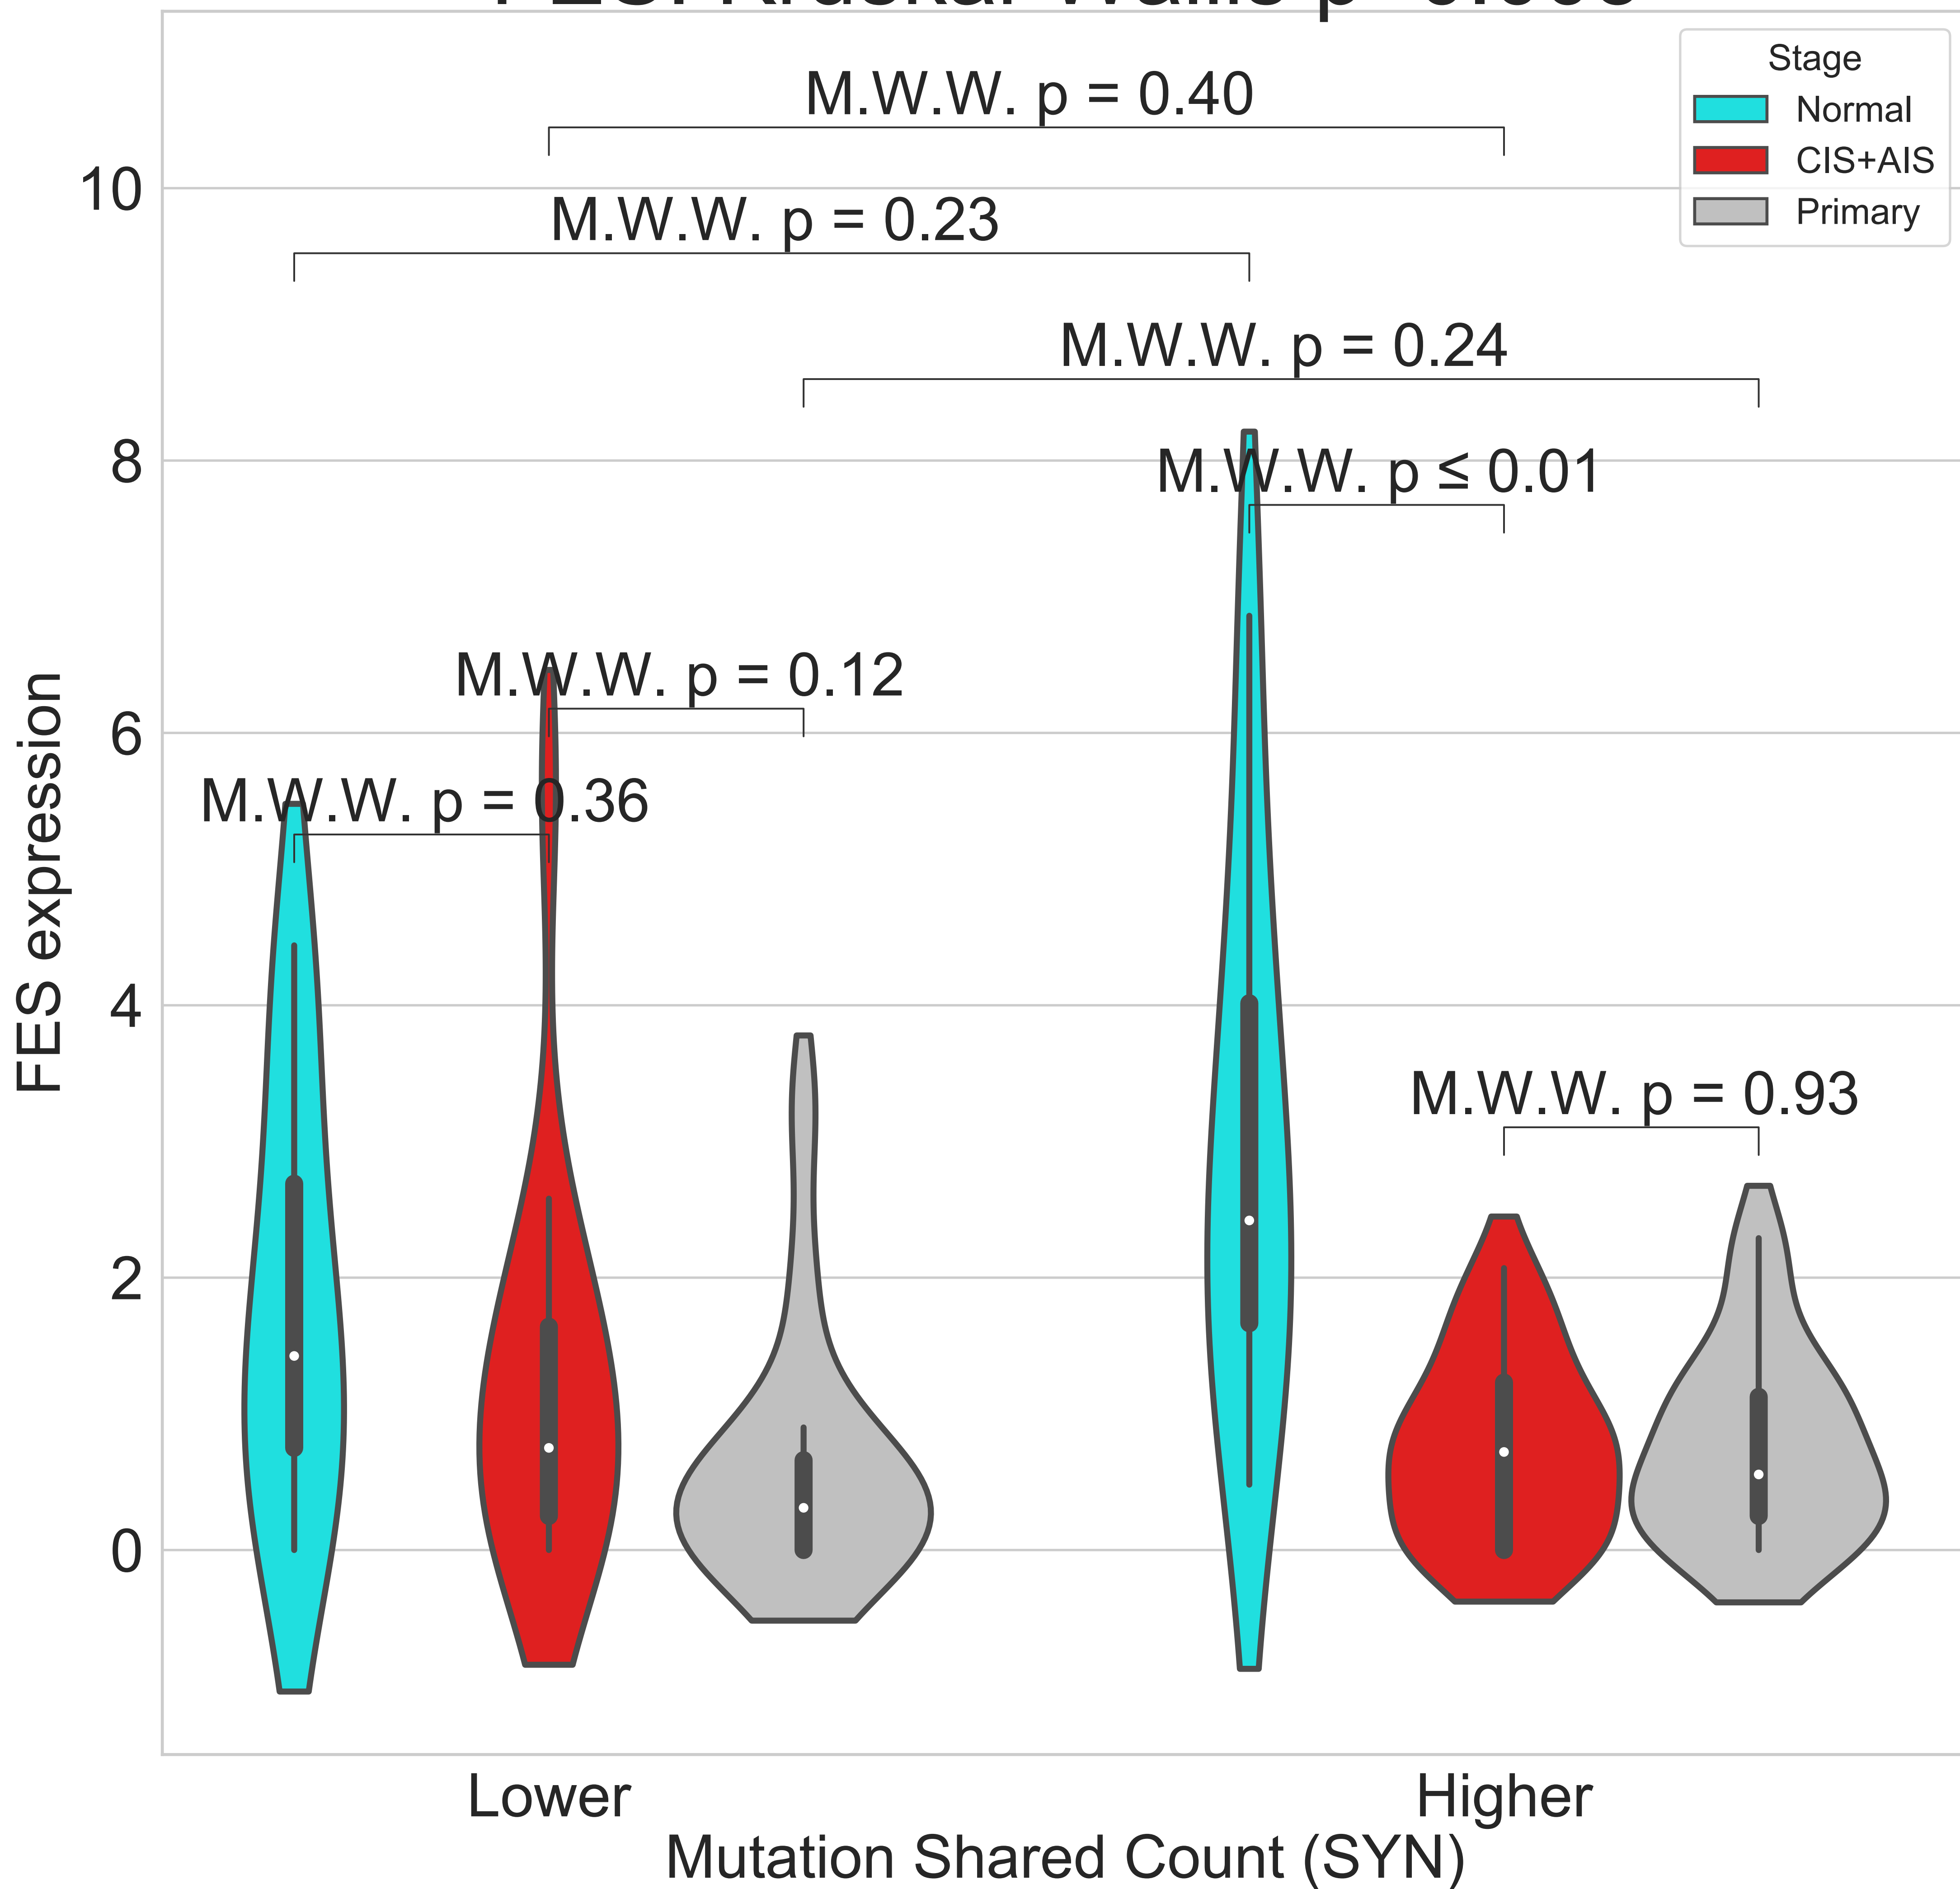 Stage
Normal
CIS+AIS
Primary
M.W.W. p = 0.40
10
M.W.W. p = 0.23
M.W.W. p = 0.24
8
M.W.W. p ≤ 0.01
M.W.W. p = 0.12
6
M.W.W. p = 0.36
FES expression
4
M.W.W. p = 0.93
2
0
Lower
Higher
Mutation Shared Count (SYN)